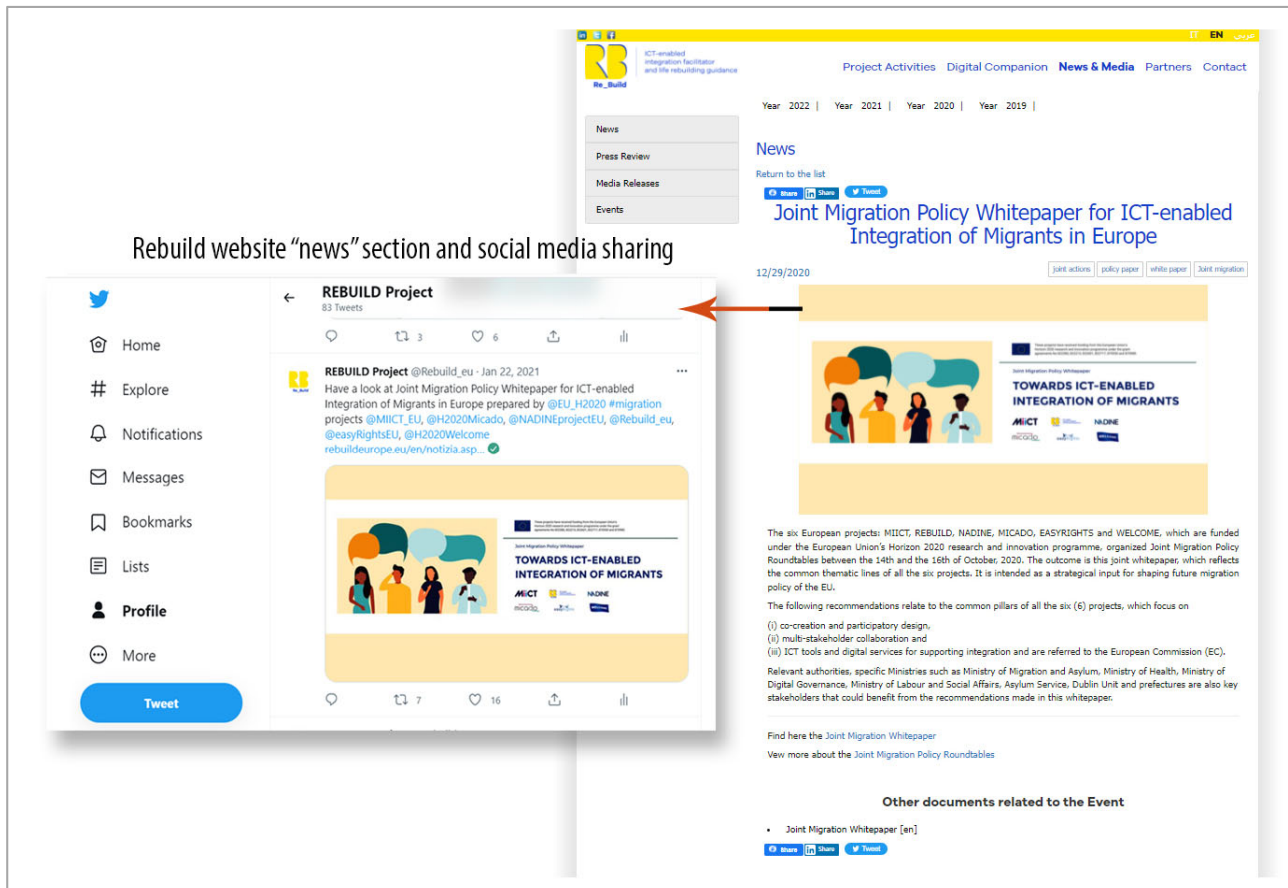 IT EN عربي
RB
ICT-enabled
integration facilitator
and life rebuilding guidance
Re_Build
Project Activities Digital Companion News & Media Partners Contact
Year 2022 | Year 2021 | Year 2020 | Year 2019 |
News
Press Review
Media Releases
Events
News
Return to the list
Share Share Tweet
Joint Migration Policy Whitepaper for ICT-enabled
Integration of Migrants in Europe
12/29/2020
joint actions policy paper white paper Joint migration
Joint Migration Policy Whitepaper
TOWARDS ICT-ENABLED
INTEGRATION OF MIGRANTS
MiiCT NADINE
micado
The six European projects: MIICT, REBUILD, NADINE, MICADO, EASYRIGHTS and WELCOME, which are funded
under the European Union's Horizon 2020 research and innovation programme, organized Joint Migration Policy
Roundtables between the 14th and the 16th of October, 2020. The outcome is this joint whitepaper, which reflects
the common thematic lines of all the six projects. It is intended as a strategical input for shaping future migration
policy of the EU.
The following recommendations relate to the common pillars of all the six (6) projects, which focus on
(i) co-creation and participatory design,
(ii) multi-stakeholder collaboration and
(iii) ICT tools and digital services for supporting integration and are referred to the European Commission (EC).
Relevant authorities, specific Ministries such as Ministry of Migration and Asylum, Ministry of Health, Ministry of
Digital Governance, Ministry of Labour and Social Affairs, Asylum Service, Dublin Unit and prefectures are also key
stakeholders that could benefit from the recommendations made in this whitepaper.
Find here the Joint Migration Whitepaper
Vew more about the Joint Migration Policy Roundtables
Other documents related to the Event
• Joint Migration Whitepaper [en]
Share Share Tweet
Rebuild website "news" section and social media sharing
Home
Explore
Notifications
Messages
Bookmarks
Lists
Profile
More
Tweet
REBUILD Project
83 Tweets
3 6
REBUILD Project @Rebuild_eu · Jan 22, 2021
Have a look at Joint Migration Policy Whitepaper for ICT-enabled
Integration of Migrants in Europe prepared by @EU_H2020 #migration
projects @MIICT_EU, @H2020Micado, @NADINEprojectEU, @Rebuild_eu,
@easyRightsEU, @H2020Welcome
rebuildeurope.eu/en/notizia.asp...
Joint Migration Policy Whitepaper
TOWARDS ICT-ENABLED
INTEGRATION OF MIGRANTS
MiiCT NADINE
micado
7 16